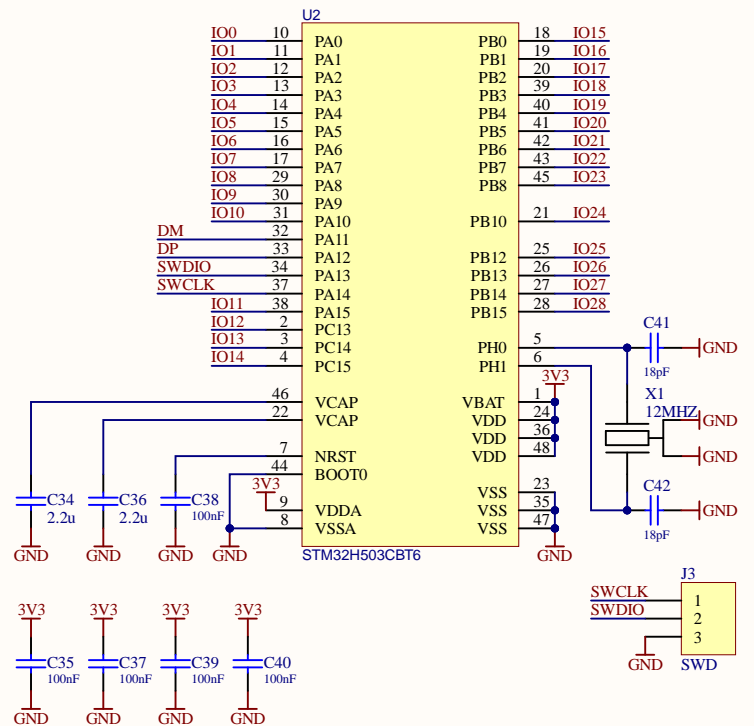 U2
IO0 10 PA0 PB0 18 IO15
IO1 11 PA1 PB1 19 IO16
IO2 12 PA2 PB2 20 IO17
IO3 13 PA3 PB3 39 IO18
IO4 14 PA4 PB4 40 IO19
IO5 15 PA5 PB5 41 IO20
IO6 16 PA6 PB6 42 IO21
IO7 17 PA7 PB7 43 IO22
IO8 29 PA8 PB8 45 IO23
IO9 30 PA9
IO10 31 PA10 PB10 21 IO24
DM 32 PA11
DP 33 PA12 PB12 25 IO25
SWDIO 34 PA13 PB13 26 IO26
SWCLK 37 PA14 PB14 27 IO27
IO11 38 PA15 PB15 28 IO28
IO12 2 PC13
IO13 3 PC14 PH0 5
IO14 4 PC15 PH1 6
C41
18pF
GND
3V3
46 VCAP VBAT 1
22 VCAP VDD 24
VDD 36
7 NRST VDD 48
44 BOOT0
X1
12MHZ
GND
GND
3V3
VSS 23
9 VDDA VSS 35
8 VSSA VSS 47
C42
18pF
GND
C34
2.2u
C36
2.2u
C38
100nF
GND
GND
GND
GND
GND
STM32H503CBT6
J3
SWCLK 1
SWDIO 2
3
GND
SWD
3V3 3V3 3V3 3V3
C35 C37 C39 C40
100nF 100nF 100nF 100nF
GND GND GND GND